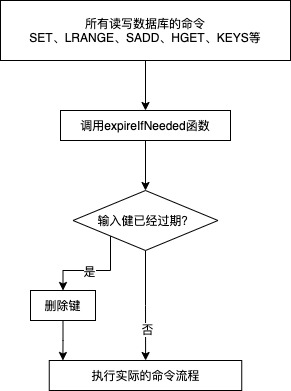 所有读写数据库的命令
SET、LRANGE、SADD、HGET、KEYS等
调用expireIfNeeded函数
输入健已经过期?
是
删除键
否
执行实际的命令流程